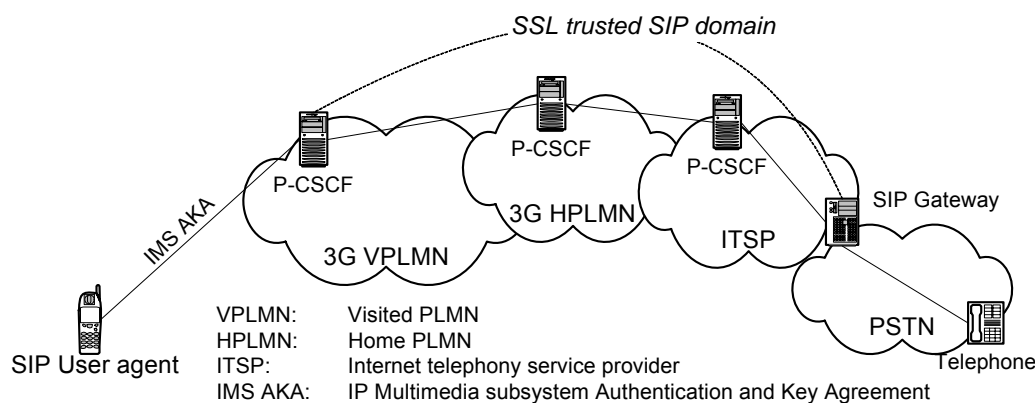 SSL trusted SIP domain
P-CSCF
P-CSCF
P-CSCF
SIP Gateway
IMS AKA
3G VPLMN
3G HPLMN
ITSP
PSTN
SIP User agent
Telephone
VPLMN: Visited PLMN
HPLMN: Home PLMN
ITSP: Internet telephony service provider
IMS AKA: IP Multimedia subsystem Authentication and Key Agreement